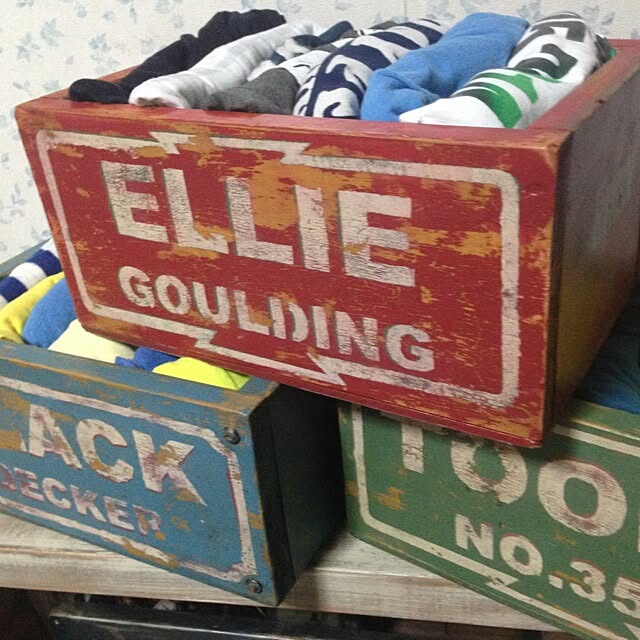 ELLIE
GOULDING
ACK
DECKER
TOO
NO.35